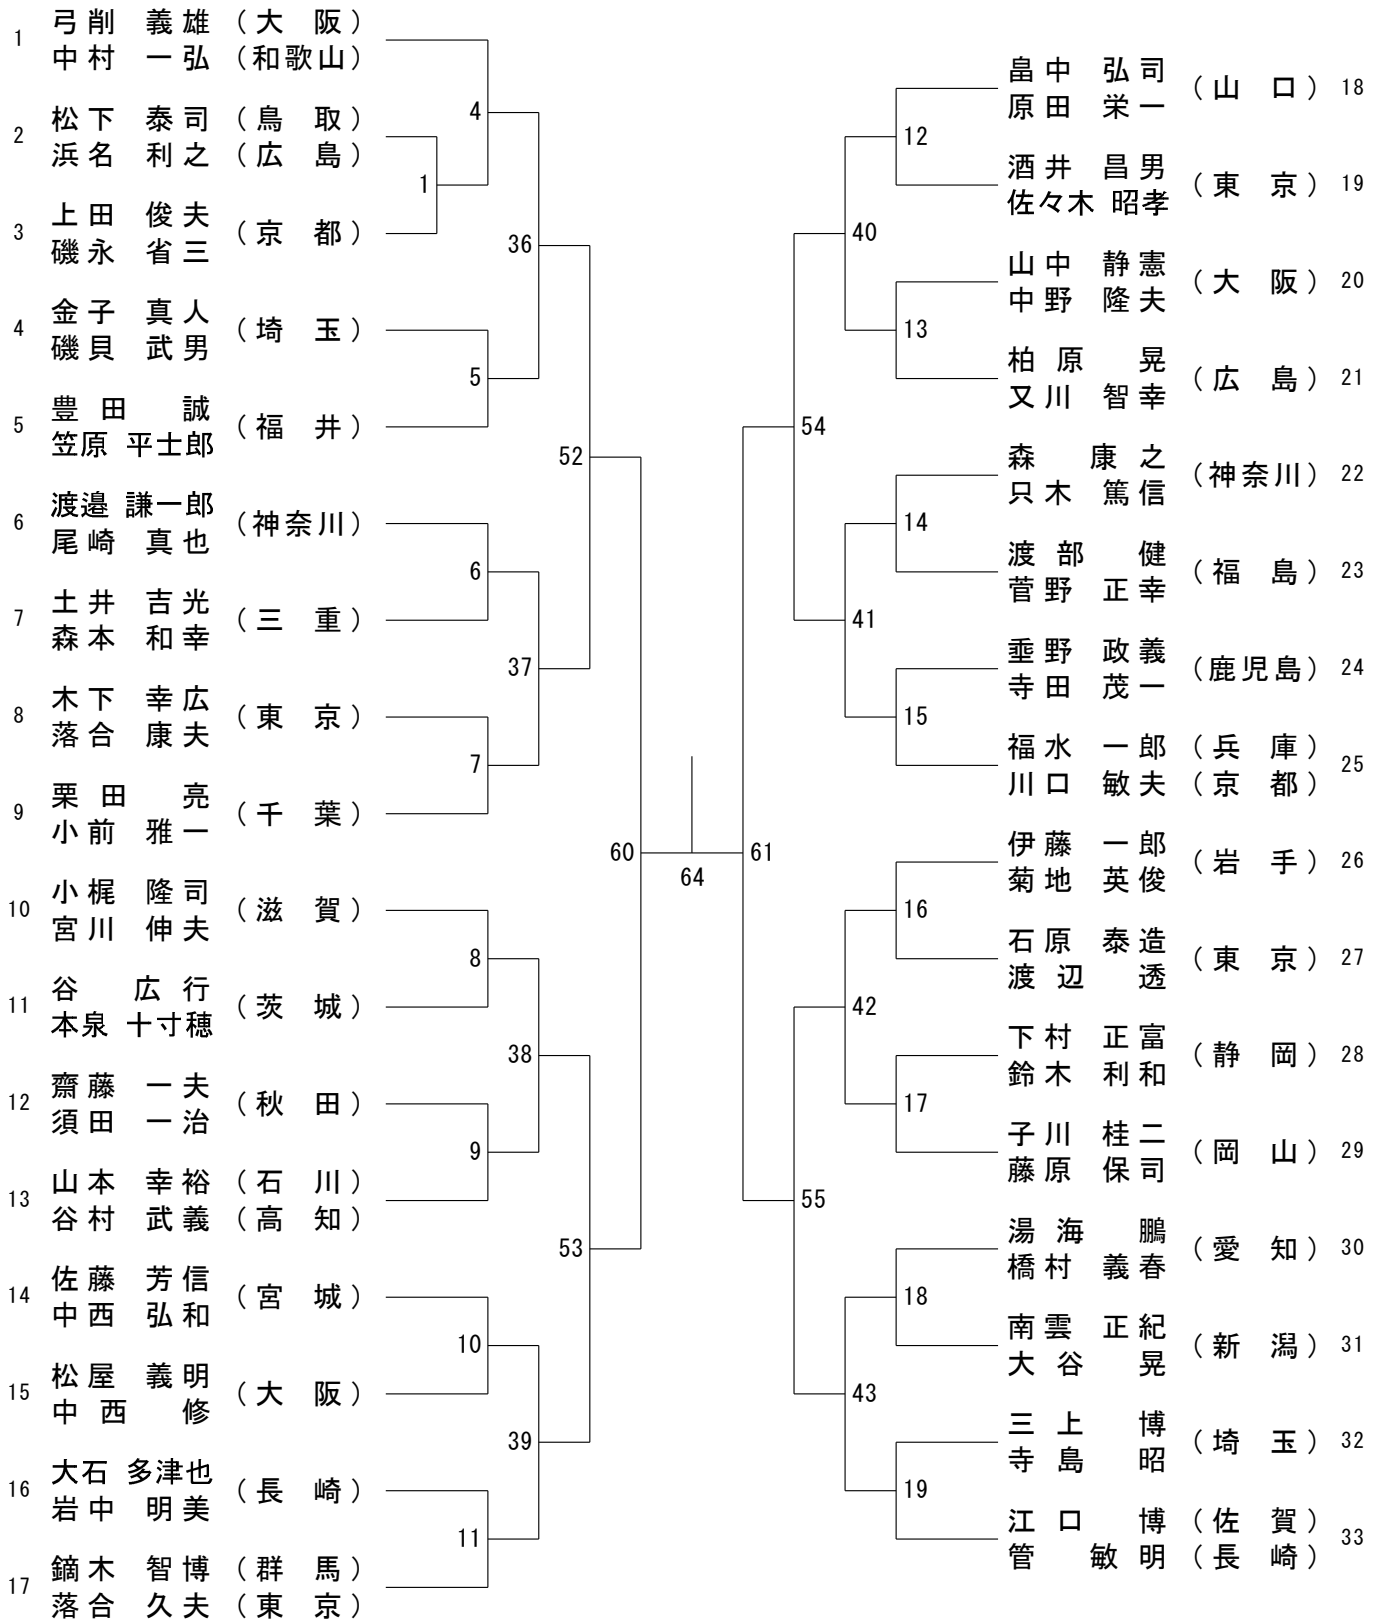 1 弓削 義雄 (大 阪)
中村 一弘 (和歌山)
2 松下 泰司 (鳥 取)
浜名 利之 (広 島)
3 上田 俊夫 (京 都)
磯永 省三
4 金子 真人 (埼 玉)
磯貝 武男
5 豊田 誠 (福 井)
笠原 平士郎
6 渡邉 謙一郎 (神奈川)
尾崎 真也
7 土井 吉光 (三 重)
森本 和幸
8 木下 幸広 (東 京)
落合 康夫
9 栗田 亮 (千 葉)
小前 雅一
10 小梶 隆司 (滋 賀)
宮川 伸夫
11 谷 広行 (茨 城)
本泉 十寸穂
12 齋藤 一夫 (秋 田)
須田 一治
13 山本 幸裕 (石 川)
谷村 武義 (高 知)
14 佐藤 芳信 (宮 城)
中西 弘和
15 松屋 義明 (大 阪)
中西 修
16 大石 多津也 (長 崎)
岩中 明美
17 鏑木 智博 (群 馬)
落合 久夫 (東 京)
1
4
5
6
7
8
9
10
11
36
37
38
39
52
53
60
64
61
54
55
40
41
42
43
12
13
14
15
16
17
18
19
畠中 弘司 (山 口) 18
原田 栄一
酒井 昌男 (東 京) 19
佐々木 昭孝
山中 静憲 (大 阪) 20
中野 隆夫
柏原 晃 (広 島) 21
又川 智幸
森 康之 (神奈川) 22
只木 篤信
渡部 健 (福 島) 23
菅野 正幸
埀野 政義 (鹿児島) 24
寺田 茂一
福水 一郎 (兵 庫) 25
川口 敏夫 (京 都)
伊藤 一郎 (岩 手) 26
菊地 英俊
石原 泰造 (東 京) 27
渡辺 透
下村 正富 (静 岡) 28
鈴木 利和
子川 桂二 (岡 山) 29
藤原 保司
湯海 鵬 (愛 知) 30
橋村 義春
南雲 正紀 (新 潟) 31
大谷 晃
三上 博 (埼 玉) 32
寺島 昭
江口 博 (佐 賀) 33
管 敏明 (長 崎)